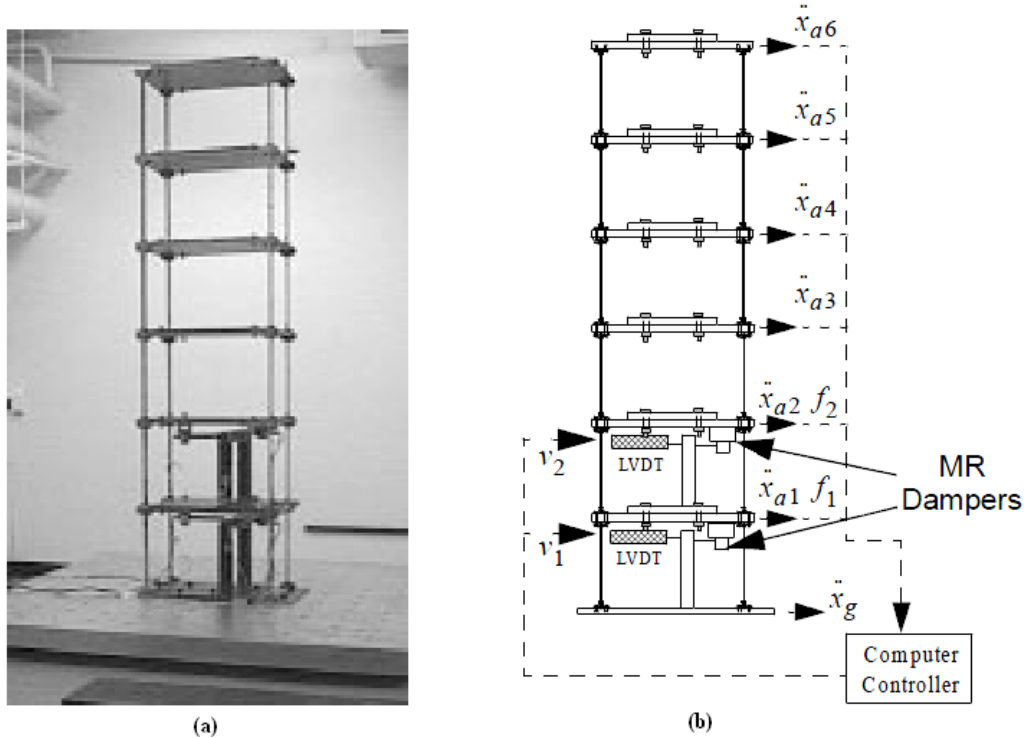 ẍa6
ẍa5
ẍa4
ẍa3
ẍa2 f2
v2
LVDT
MR
Dampers
ẍa1 f1
v1
LVDT
ẍg
Computer
Controller
(a)
(b)